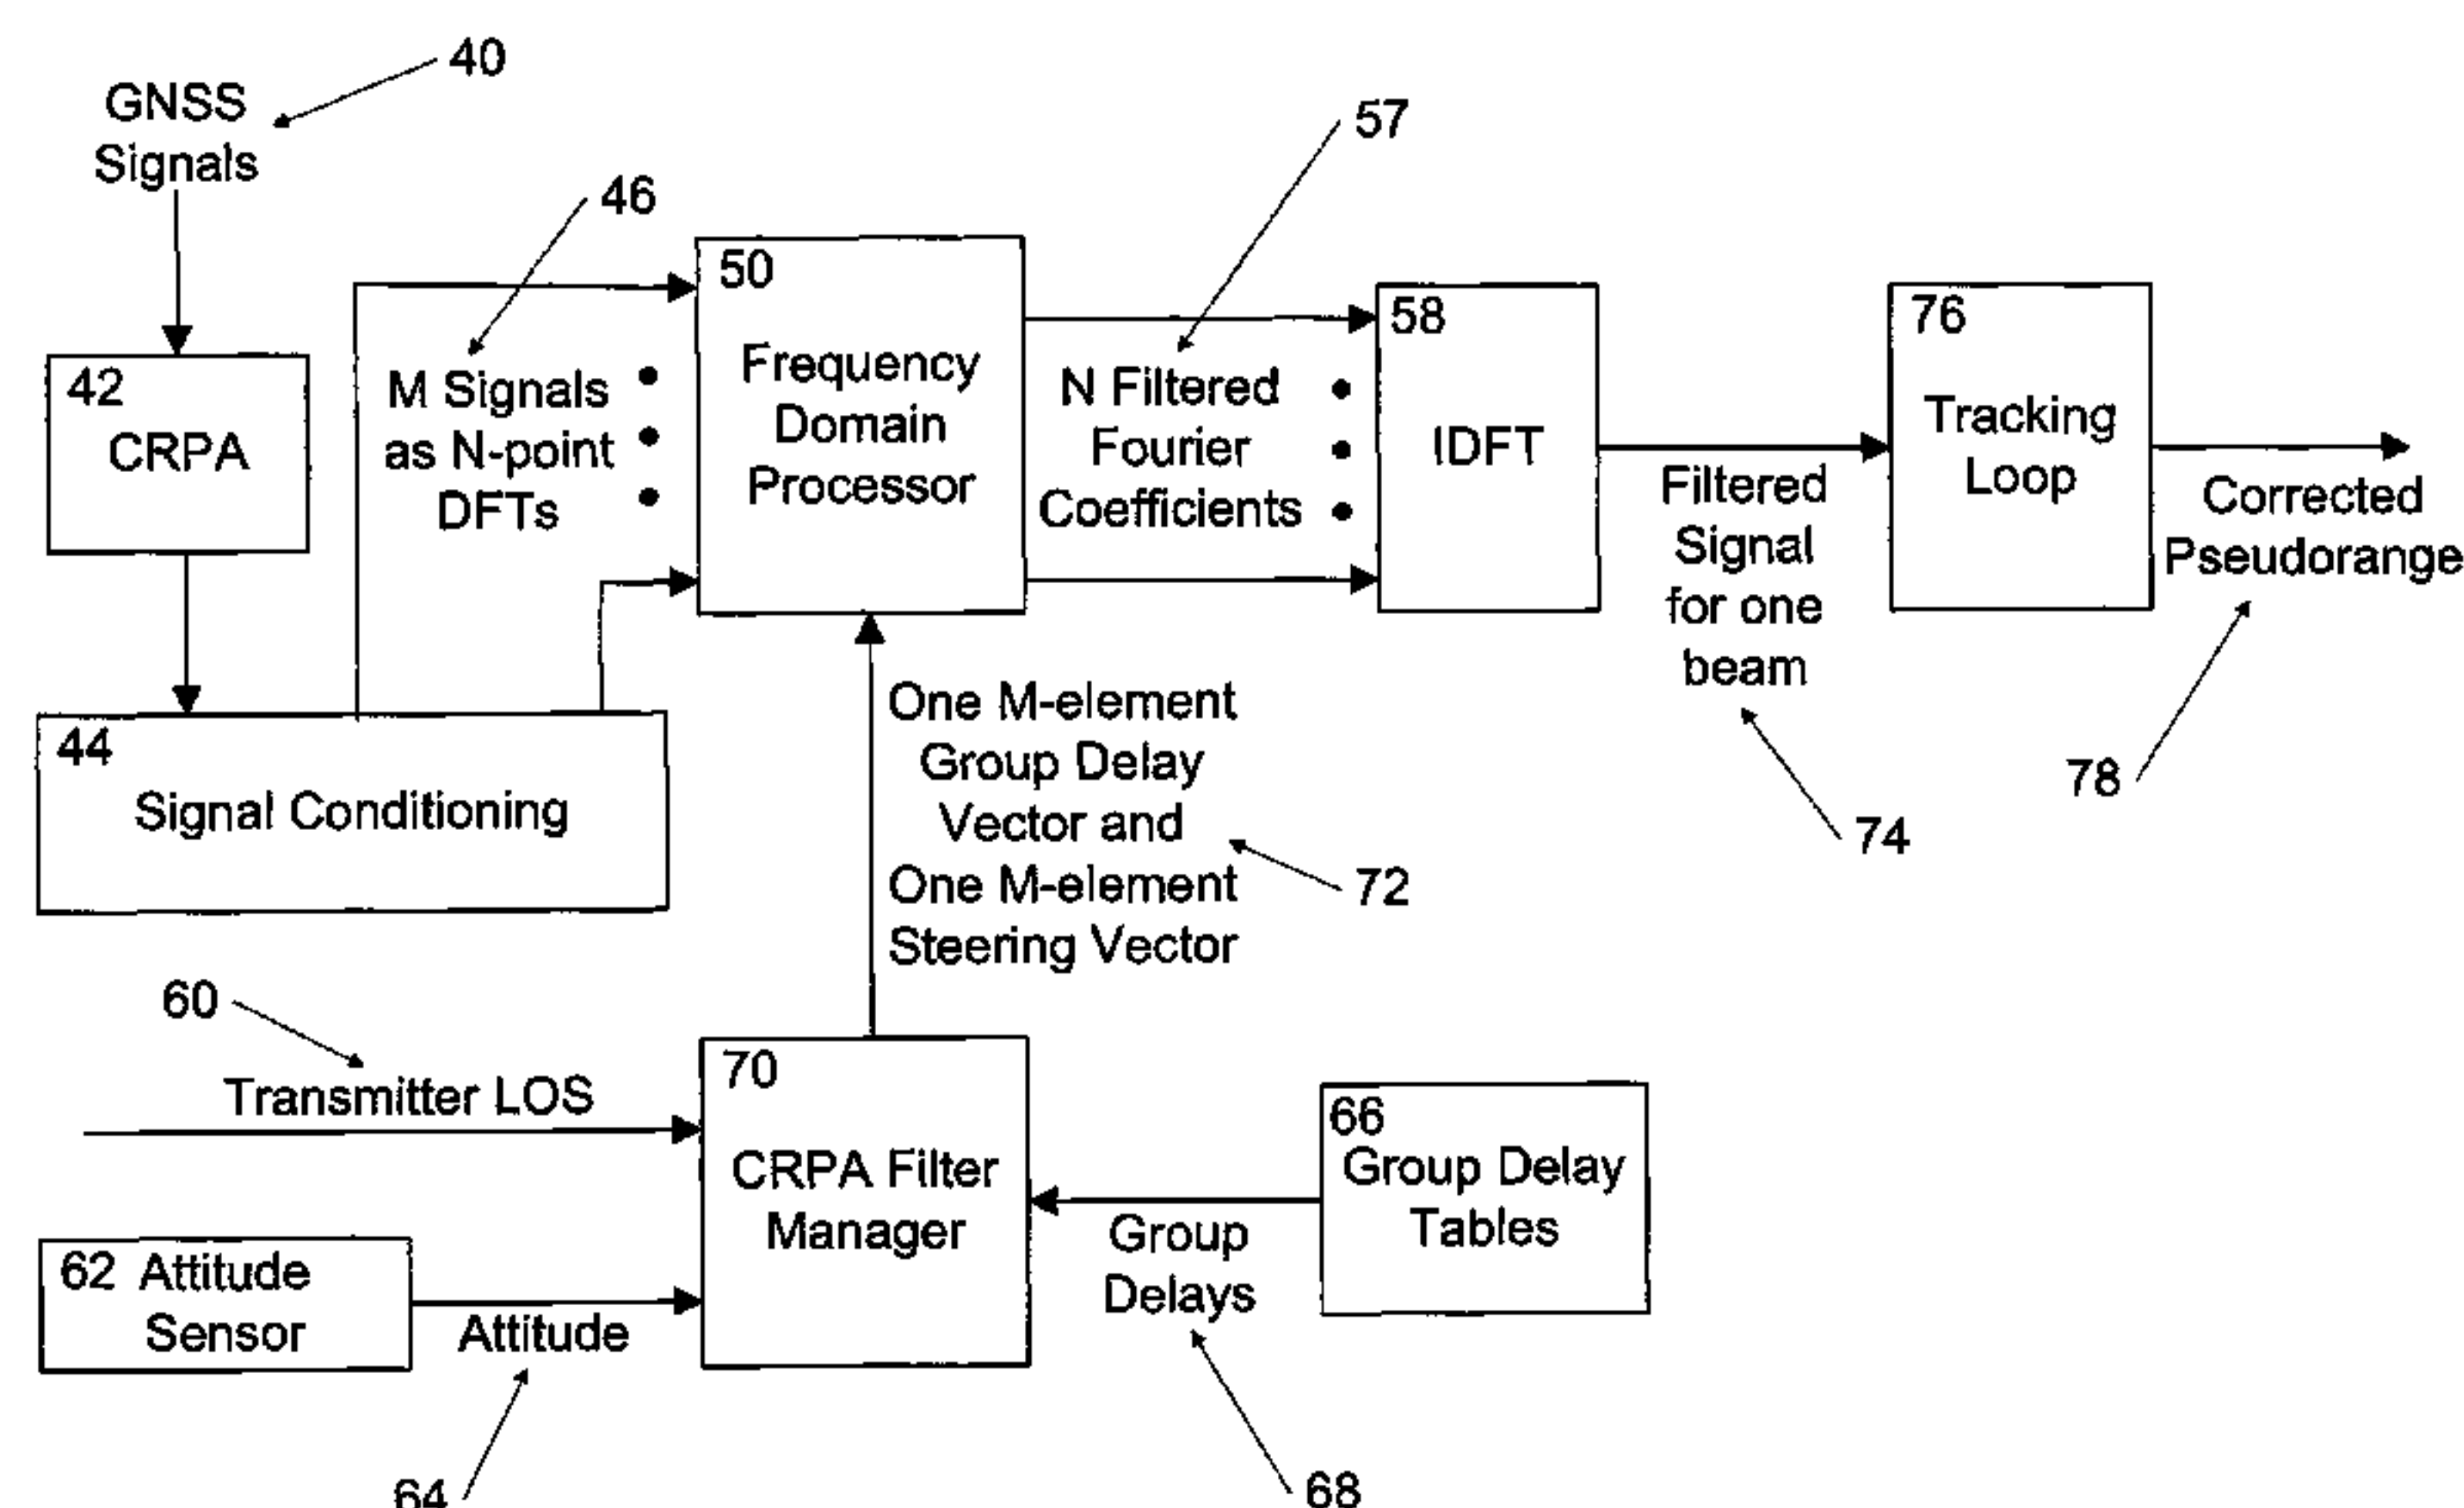 40
GNSS
Signals
46
57
42
CRPA
M Signals
as N-point
DFTs
50
Frequency
Domain
Processor
N Filtered
Fourier
Coefficients
58
IDFT
Filtered
Signal
for one
beam
74
76
Tracking
Loop
Corrected
Pseudorange
78
44
Signal Conditioning
One M-element
Group Delay
Vector and
One M-element
Steering Vector
72
60
Transmitter LOS
70
CRPA Filter
Manager
66
Group Delay
Tables
Group
Delays
68
62 Attitude
Sensor
Attitude
64